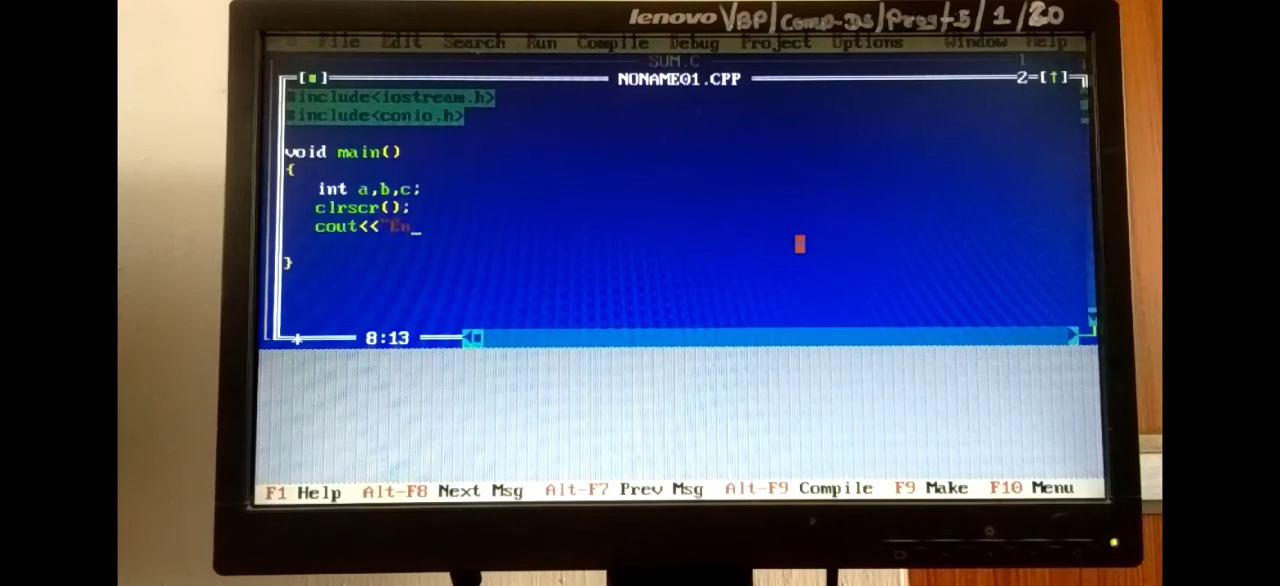 lenovo VBP/Comp-Ds/Prog-5/1/20
File Edit Search Run Compile Debug Project Options Window Help
SUM.C 1
[■] NONAME01.CPP 2=[↑]
#include<iostream.h>
#include<conio.h>
void main()
{
int a,b,c;
clrscr();
cout<<"En_
}
8:13
F1 Help Alt-F8 Next Msg Alt-F7 Prev Msg Alt-F9 Compile F9 Make F10 Menu